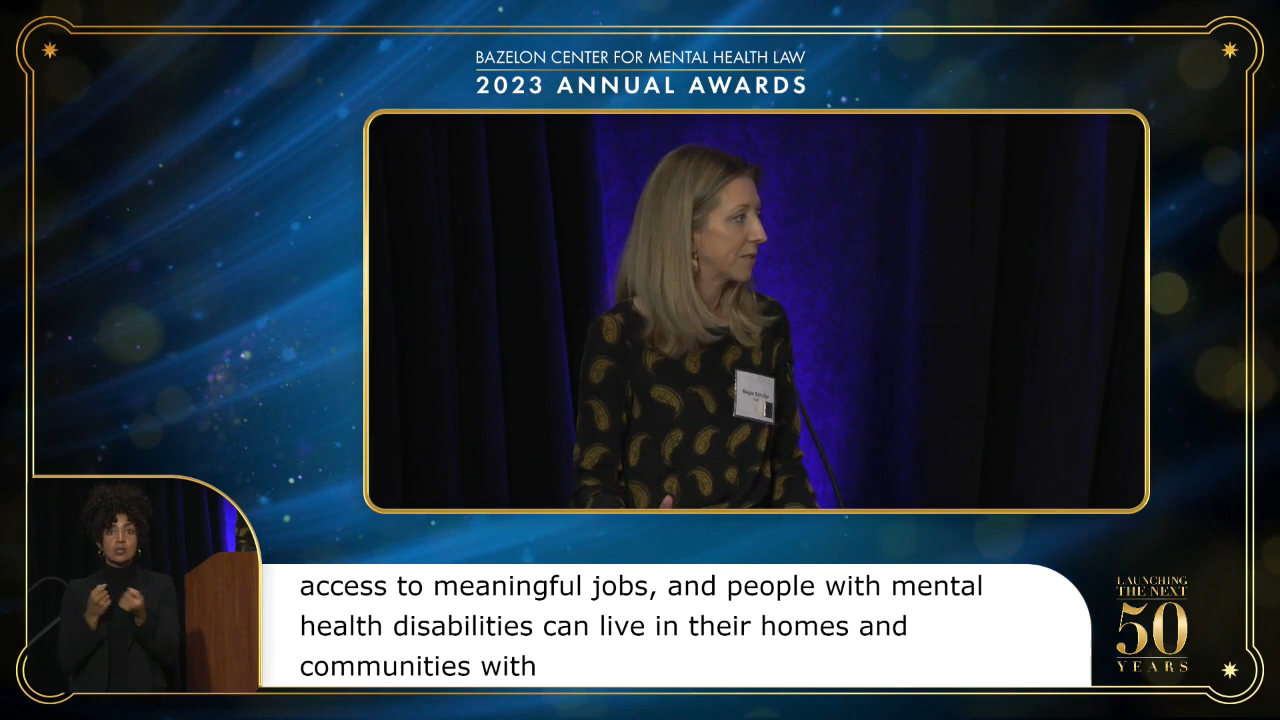 BAZELON CENTER FOR MENTAL HEALTH LAW
2023 ANNUAL AWARDS
Megan
access to meaningful jobs, and people with mental
health disabilities can live in their homes and
communities with
LAUNCHING
THE NEXT
50
YEARS